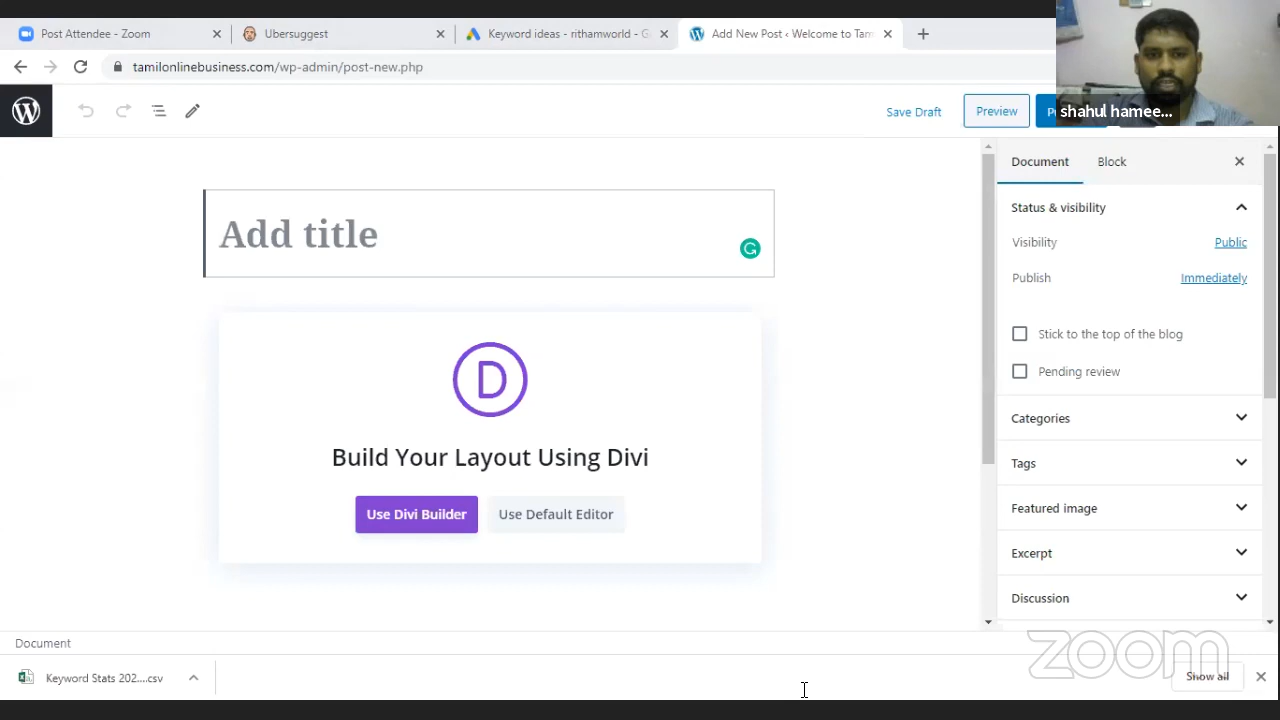 Post Attendee - Zoom
Ubersuggest
Keyword ideas - rithamworld - G
Add New Post ‹ Welcome to Tam
tamilonlinebusiness.com/wp-admin/post-new.php
shahul hamee...
Save Draft
Preview
Document
Block
Add title
Status & visibility
Visibility
Public
Publish
Immediately
Stick to the top of the blog
Pending review
D
Build Your Layout Using Divi
Use Divi Builder
Use Default Editor
Categories
Tags
Featured image
Excerpt
Discussion
Document
zoom
Keyword Stats 202....csv
Show all